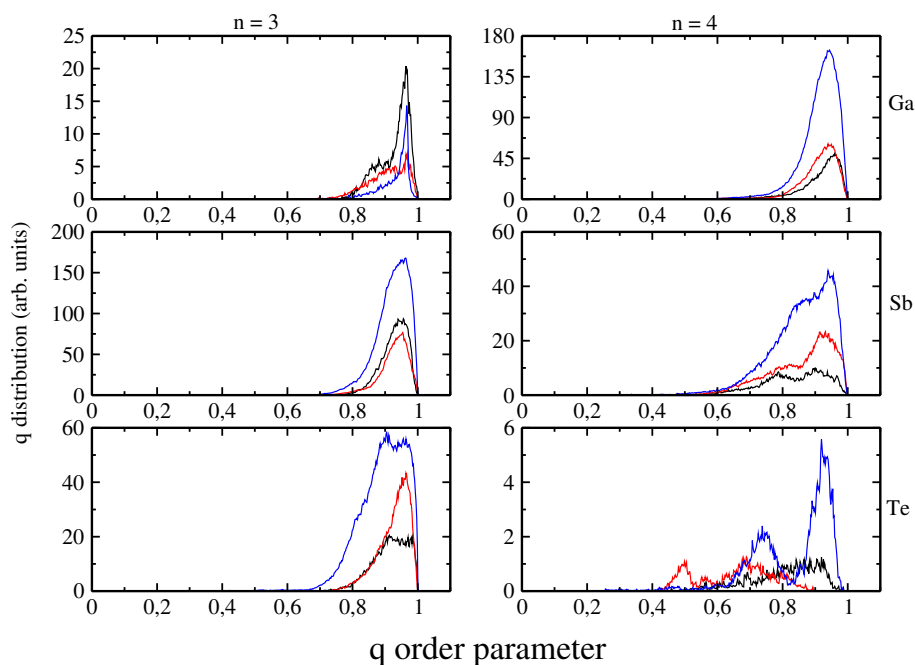 n = 3
n = 4
25
20
15
10
5
0
0 0,2 0,4 0,6 0,8 1
180
135
90
45
0
0 0,2 0,4 0,6 0,8 1
Ga
200
150
100
50
0
0 0,2 0,4 0,6 0,8 1
60
40
20
0
0 0,2 0,4 0,6 0,8 1
Sb
60
40
20
0
0 0,2 0,4 0,6 0,8 1
6
4
2
0
0 0,2 0,4 0,6 0,8 1
Te
q distribution (arb. units)
q order parameter